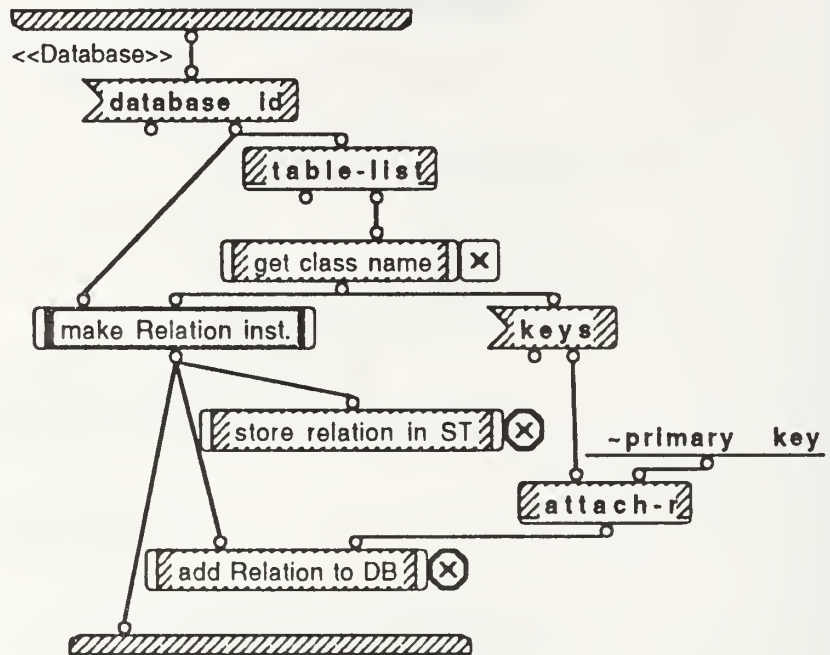 <<Database>>
database id
table-list
get class name
make Relation inst.
keys
store relation in ST
~primary key
attach-r
add Relation to DB